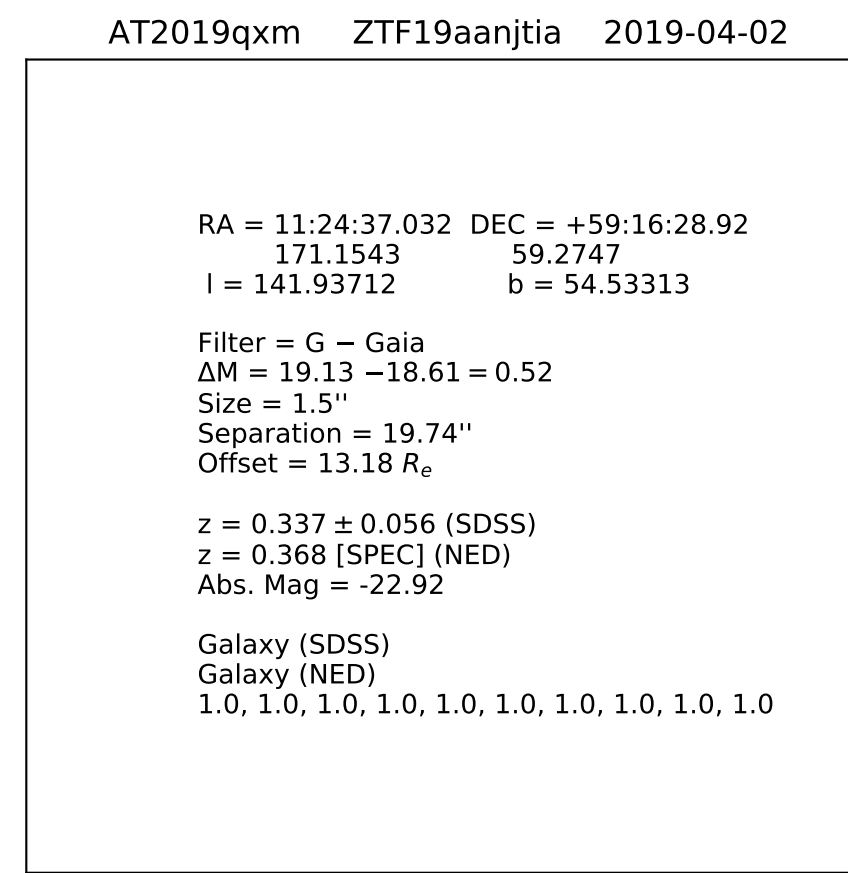 AT2019qxm ZTF19aanjtia 2019-04-02
RA = 11:24:37.032 DEC = +59:16:28.92
171.1543 59.2747
l = 141.93712 b = 54.53313
Filter = G − Gaia
ΔM = 19.13 −18.61 = 0.52
Size = 1.5''
Separation = 19.74''
Offset = 13.18 Rₑ
z = 0.337 ± 0.056 (SDSS)
z = 0.368 [SPEC] (NED)
Abs. Mag = -22.92
Galaxy (SDSS)
Galaxy (NED)
1.0, 1.0, 1.0, 1.0, 1.0, 1.0, 1.0, 1.0, 1.0, 1.0